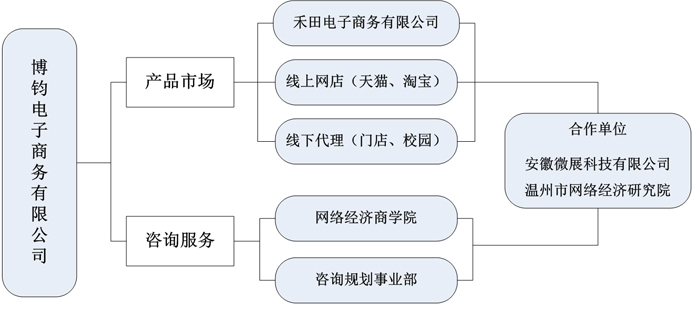 博钧电子商务有限公司
产品市场
咨询服务
禾田电子商务有限公司
线上网店（天猫、淘宝）
线下代理（门店、校园）
网络经济商学院
咨询规划事业部
合作单位
安徽微展科技有限公司
温州市网络经济研究院